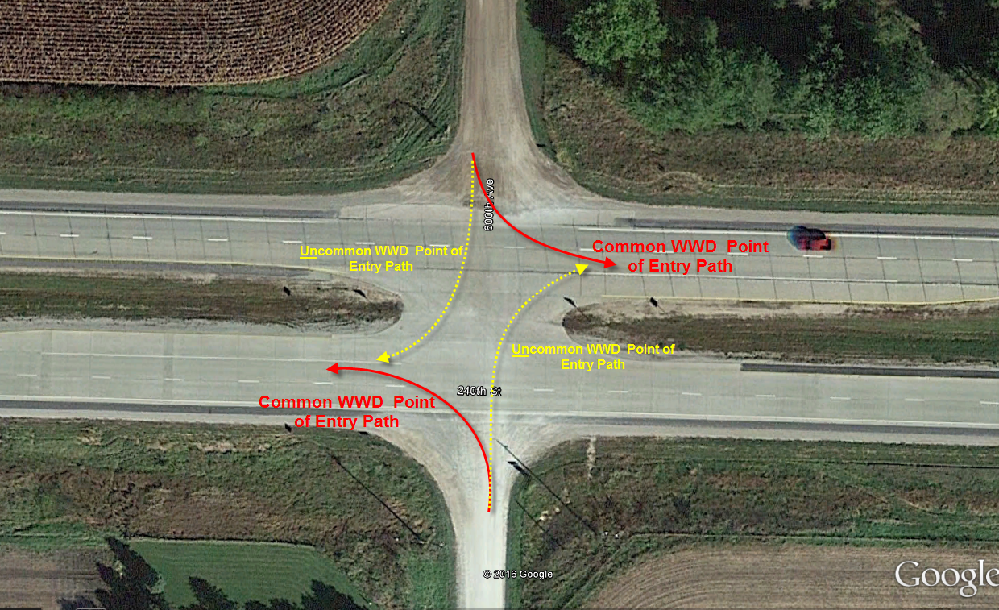 600th Ave
Common WWD Point
of Entry Path
Uncommon WWD Point of
Entry Path
Uncommon WWD Point of
Entry Path
240th St
Common WWD Point
of Entry Path
© 2016 Google
Google